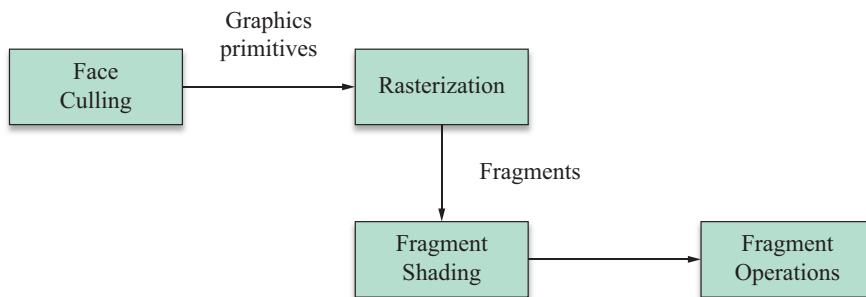 Graphics
primitives
Face
Culling
Rasterization
Fragments
Fragment
Shading
Fragment
Operations